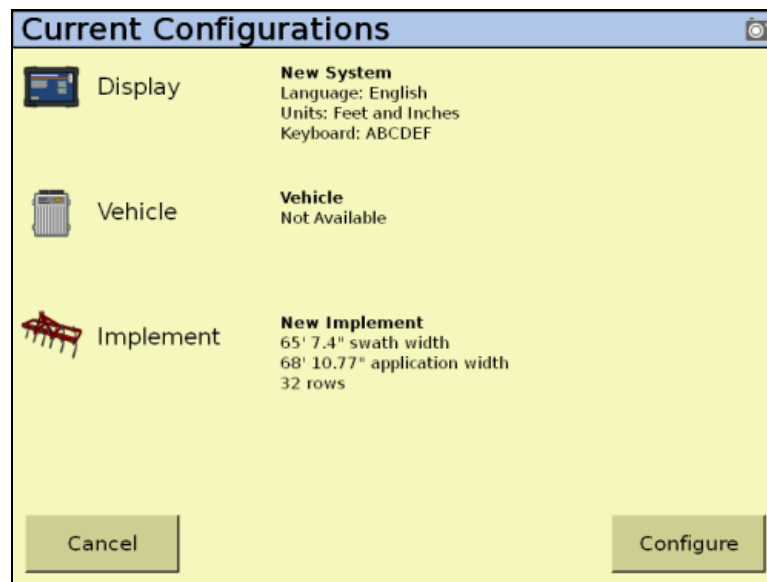 Current Configurations
Display
New System
Language: English
Units: Feet and Inches
Keyboard: ABCDEF
Vehicle
Vehicle
Not Available
Implement
New Implement
65' 7.4" swath width
68' 10.77" application width
32 rows
Cancel
Configure